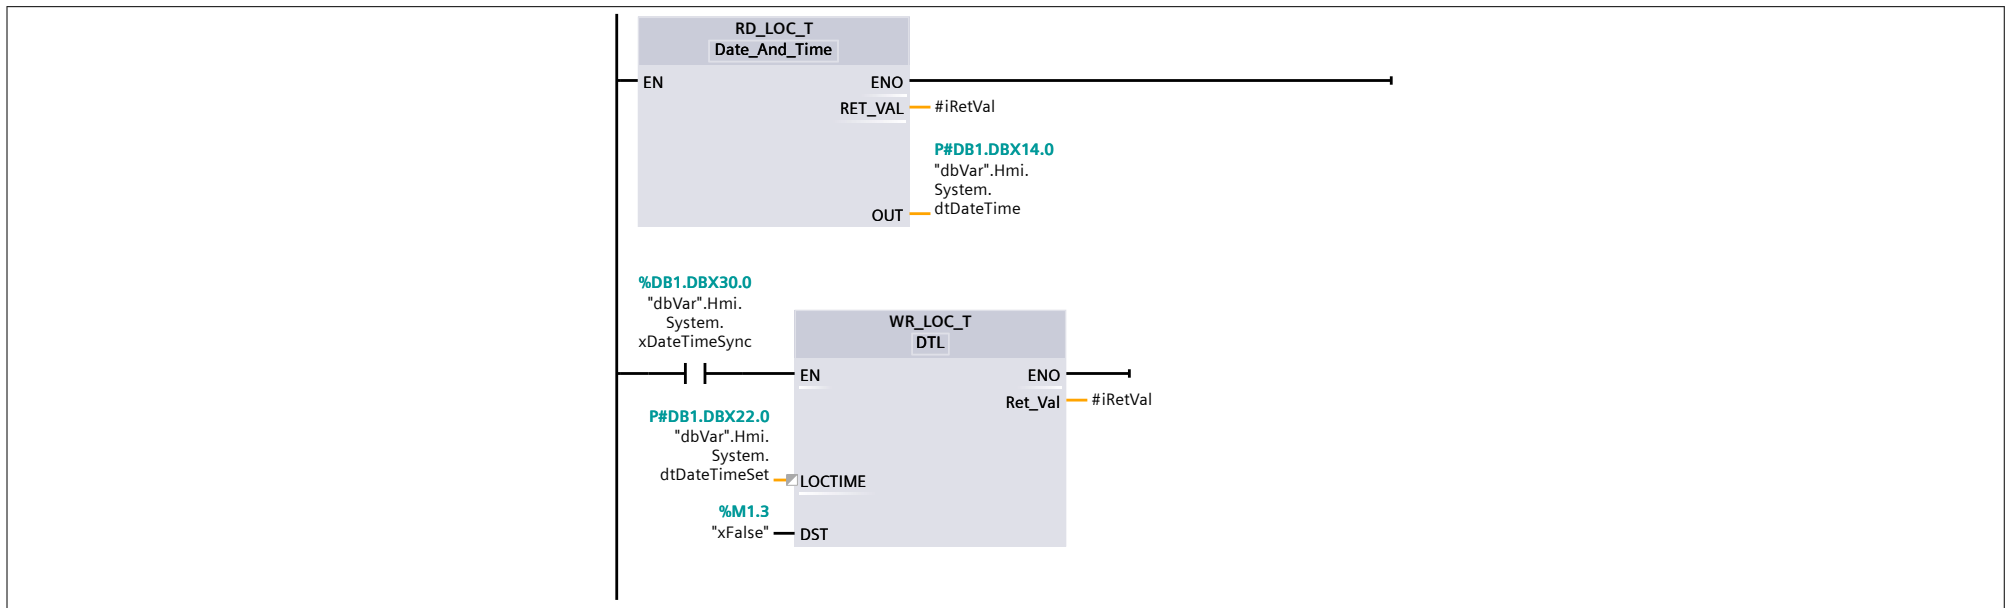 RD_LOC_T
Date_And_Time
EN
ENO
RET_VAL
#iRetVal
P#DB1.DBX14.0
"dbVar".Hmi.
System.
dtDateTime
OUT
%DB1.DBX30.0
"dbVar".Hmi.
System.
xDateTimeSync
WR_LOC_T
DTL
EN
ENO
Ret_Val
#iRetVal
P#DB1.DBX22.0
"dbVar".Hmi.
System.
dtDateTimeSet
LOCTIME
%M1.3
"xFalse"
DST